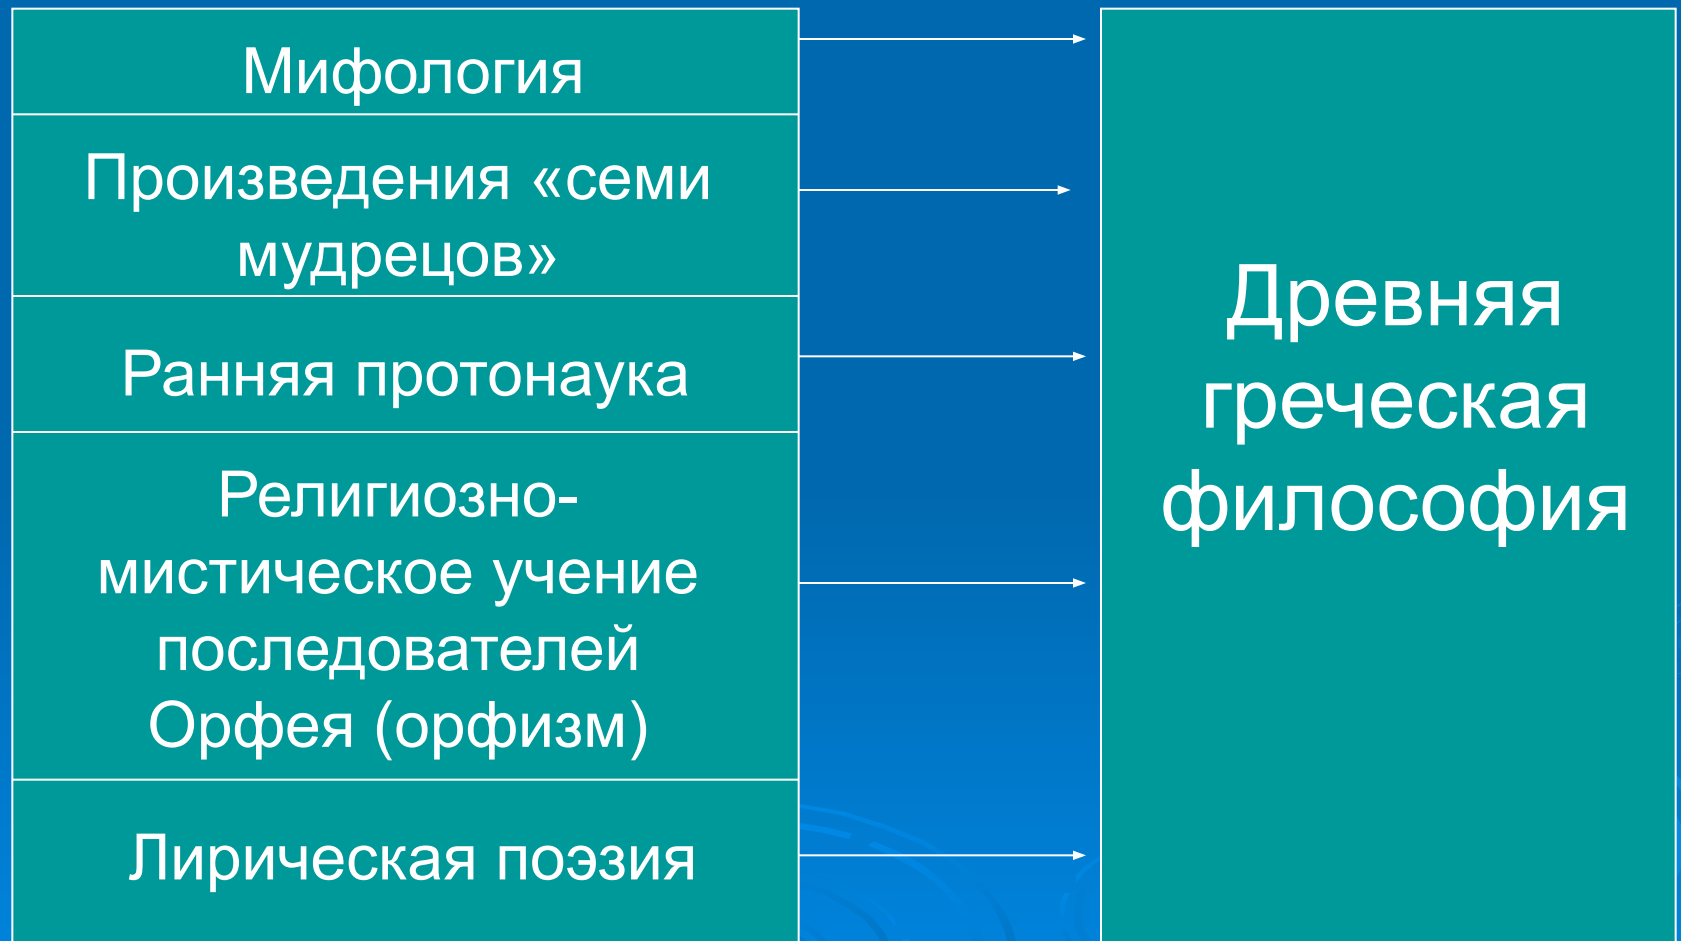 Мифология
Произведения «семи
мудрецов»
Ранняя протонаука
Религиозно-
мистическое учение
последователей
Орфея (орфизм)
Лирическая поэзия
Древняя
греческая
философия